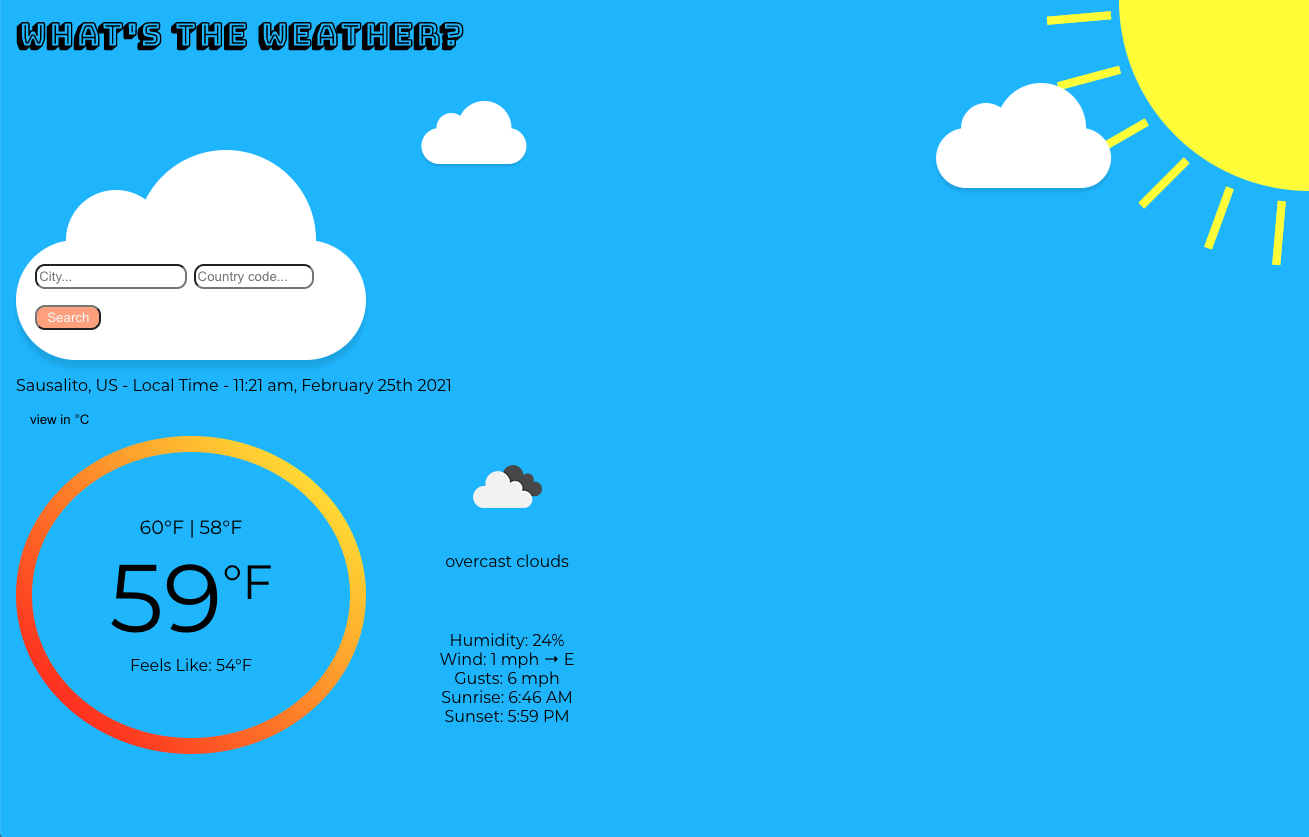 WHAT'S THE WEATHER?
City... Country code...
Search
Sausalito, US - Local Time - 11:21 am, February 25th 2021
view in °C
60°F | 58°F
59°F
Feels Like: 54°F
overcast clouds
Humidity: 24%
Wind: 1 mph ➝ E
Gusts: 6 mph
Sunrise: 6:46 AM
Sunset: 5:59 PM